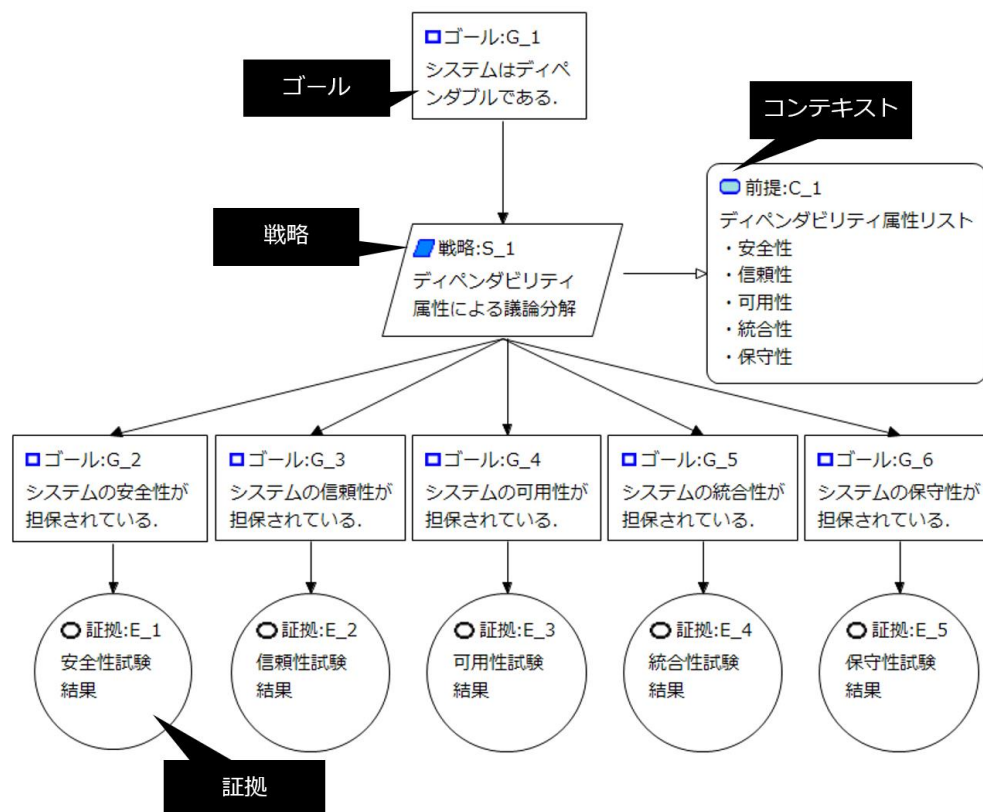 ゴール:G_1
システムはディペ
ンダブルである.
ゴール
コンテキスト
前提:C_1
ディペンダビリティ属性リスト
・安全性
・信頼性
・可用性
・統合性
・保守性
戦略
戦略:S_1
ディペンダビリティ
属性による議論分解
ゴール:G_2
システムの安全性が
担保されている.
ゴール:G_3
システムの信頼性が
担保されている.
ゴール:G_4
システムの可用性が
担保されている.
ゴール:G_5
システムの統合性が
担保されている.
ゴール:G_6
システムの保守性が
担保されている.
証拠:E_1
安全性試験
結果
証拠:E_2
信頼性試験
結果
証拠:E_3
可用性試験
結果
証拠:E_4
統合性試験
結果
証拠:E_5
保守性試験
結果
証拠